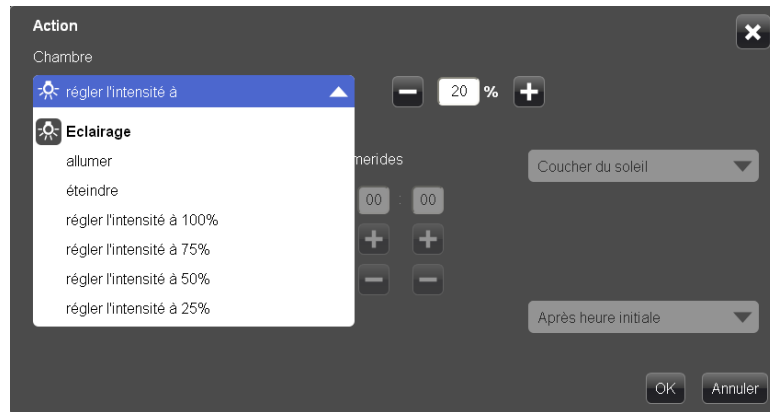 Action
Chambre
régler l'intensité à
20 %
Eclairage
allumer
merides
Coucher du soleil
éteindre
00 : 00
régler l'intensité à 100%
régler l'intensité à 75%
régler l'intensité à 50%
régler l'intensité à 25%
Après heure initiale
OK
Annuler